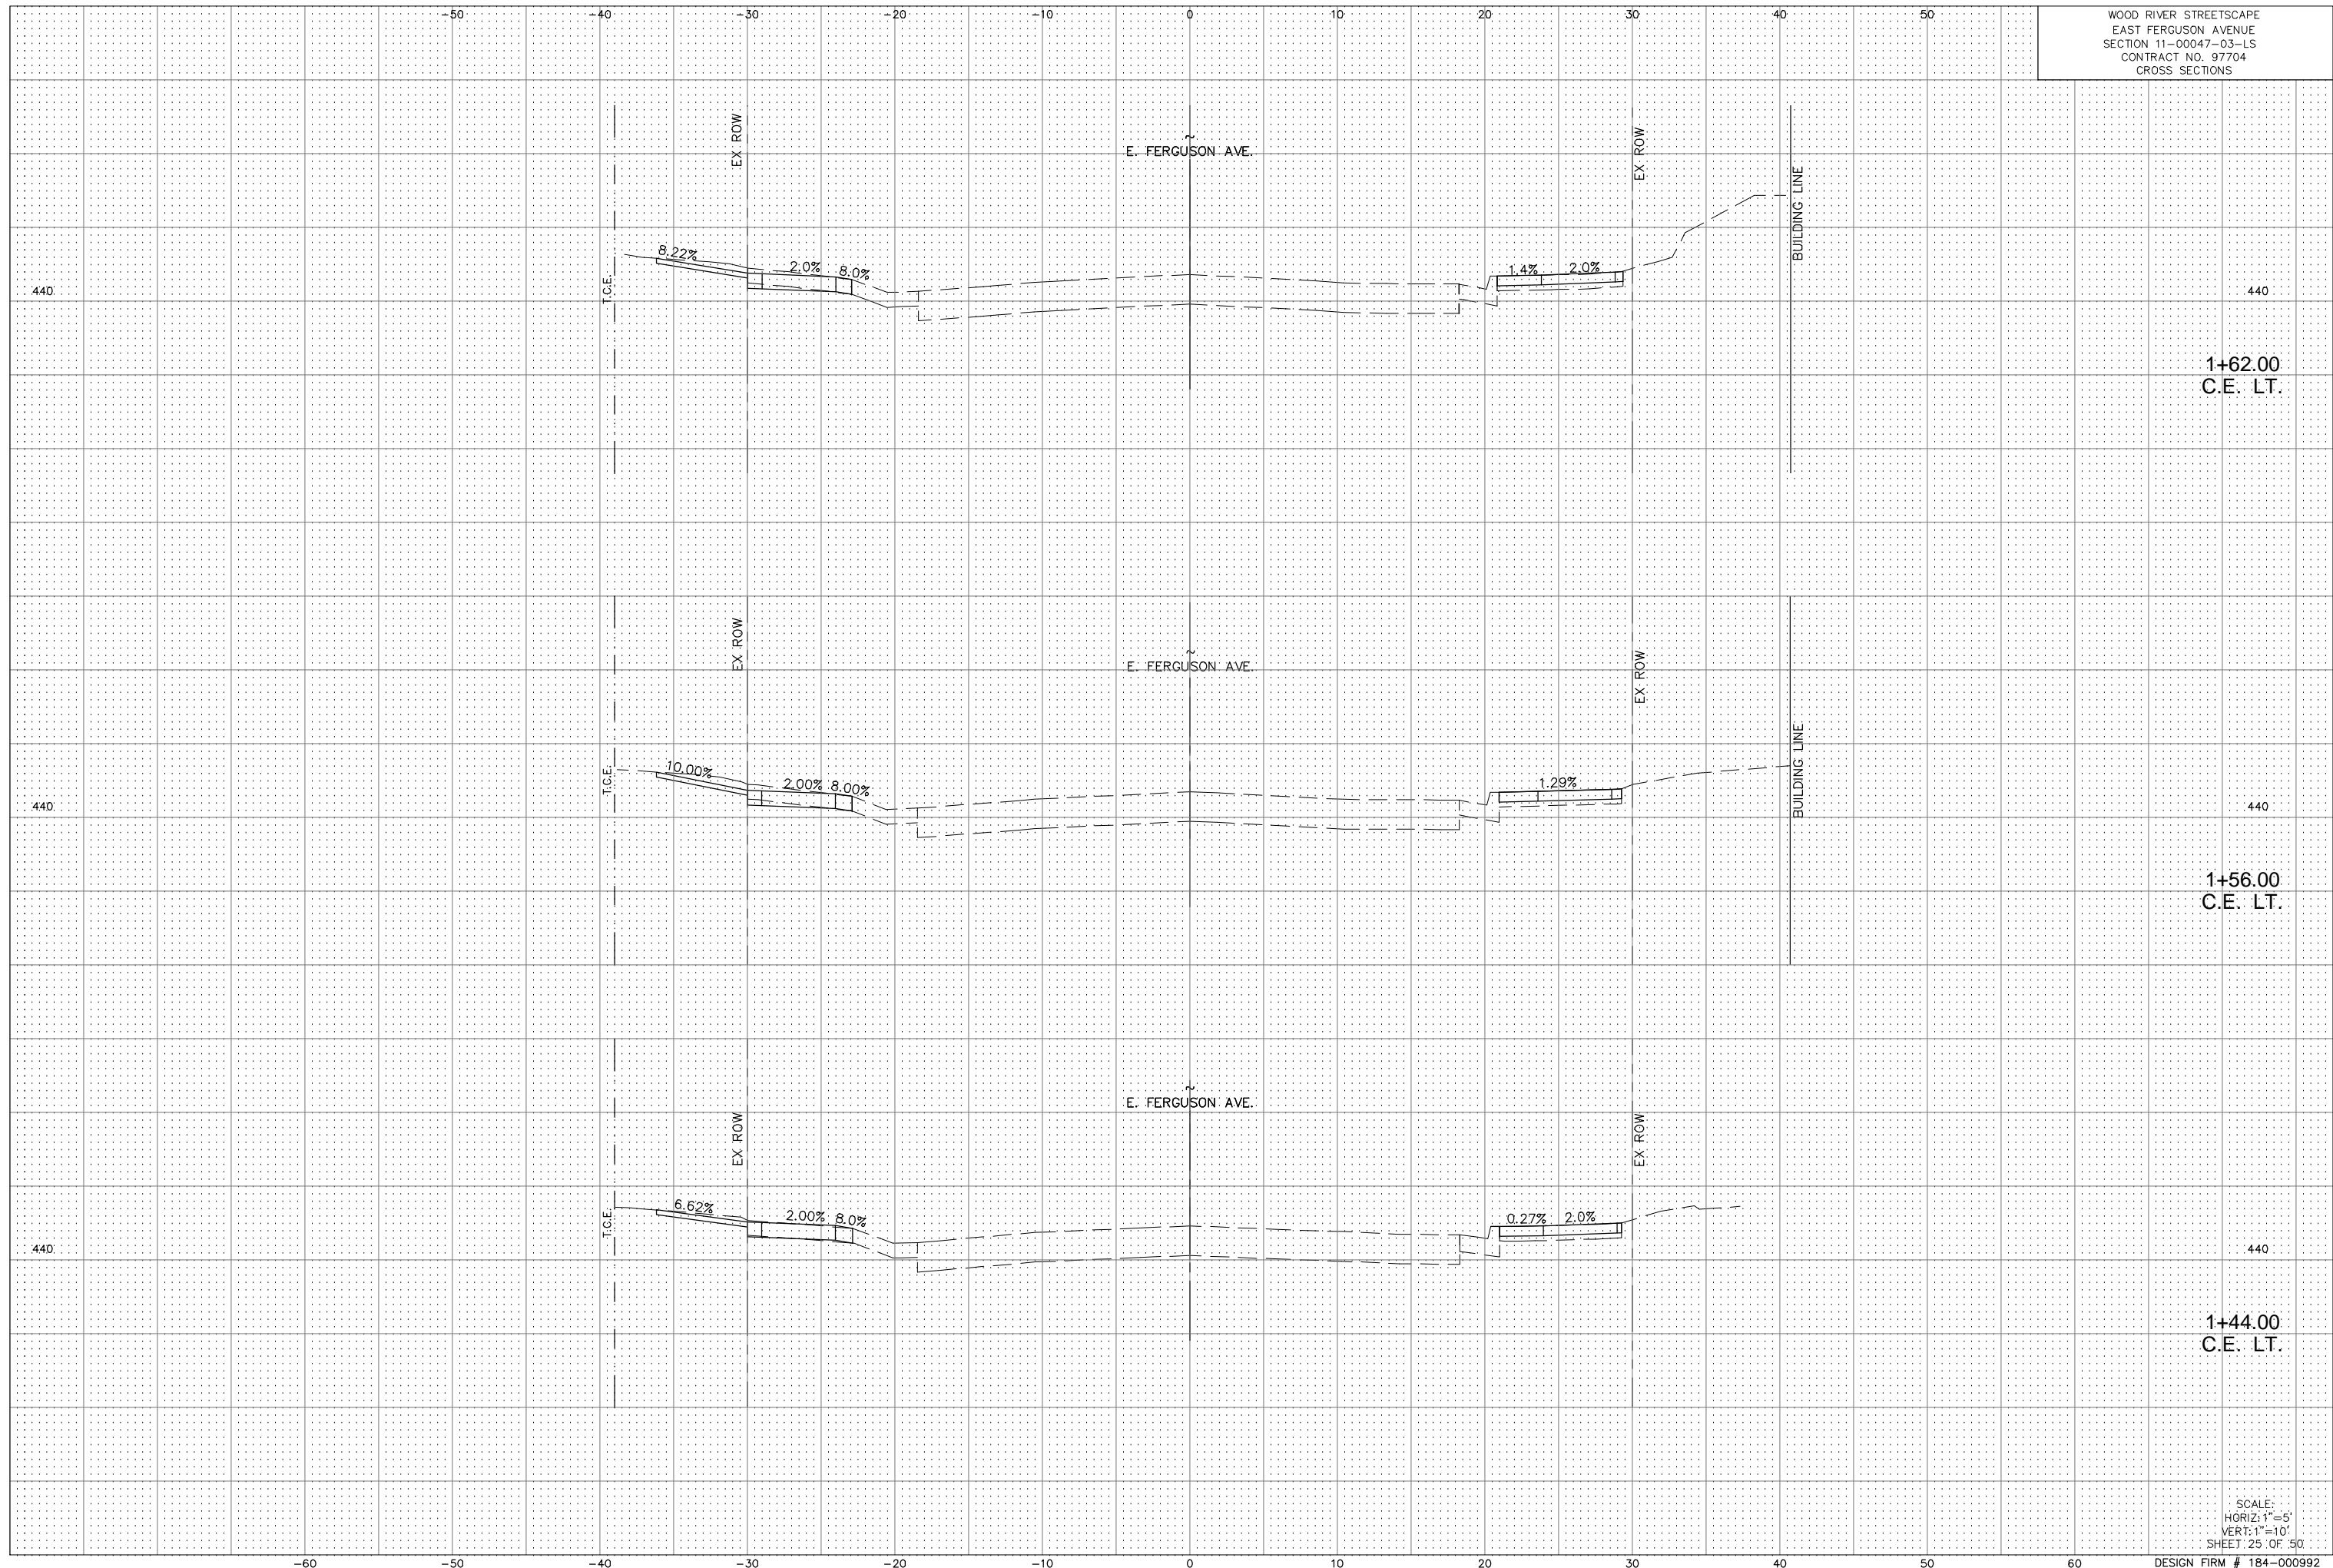 -50 -40 -30 -20 -10 0 10 20 30 40 50
WOOD RIVER STREETSCAPE
EAST FERGUSON AVENUE
SECTION 11-00047-03-LS
CONTRACT NO. 97704
CROSS SECTIONS
EX ROW
E. FERGUSON AVE.
EX ROW
BUILDING LINE
T.C.E.
8.22%
2.0%
8.0%
1.4%
2.0%
440
440
1+62.00
C.E. LT.
EX ROW
E. FERGUSON AVE.
EX ROW
BUILDING LINE
T.C.E.
10.00%
2.00%
8.00%
1.29%
440
440
1+56.00
C.E. LT.
E. FERGUSON AVE.
EX ROW
EX ROW
T.C.E.
6.62%
2.00%
8.0%
0.27%
2.0%
440
440
1+44.00
C.E. LT.
SCALE:
HORIZ: 1"=5'
VERT: 1"=10'
SHEET 25 OF 50
DESIGN FIRM # 184-000992
-60 -50 -40 -30 -20 -10 0 10 20 30 40 50 60